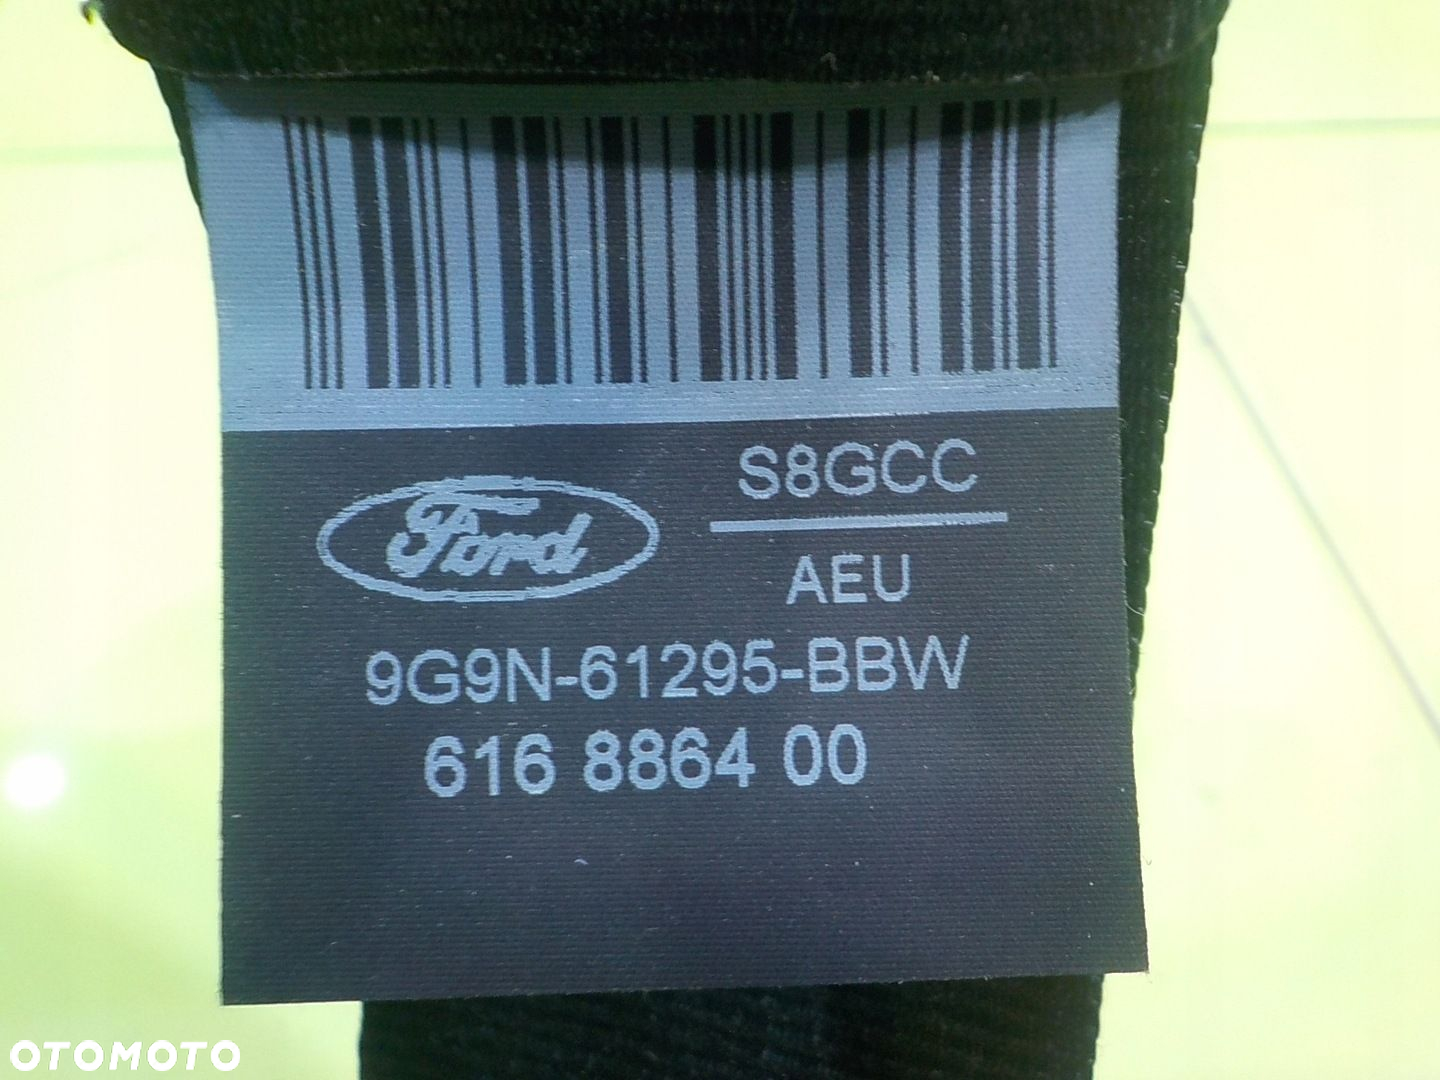 S8GCC
Ford
AEU
9G9N-61295-BBW
616 8864 00
OTOMOTO